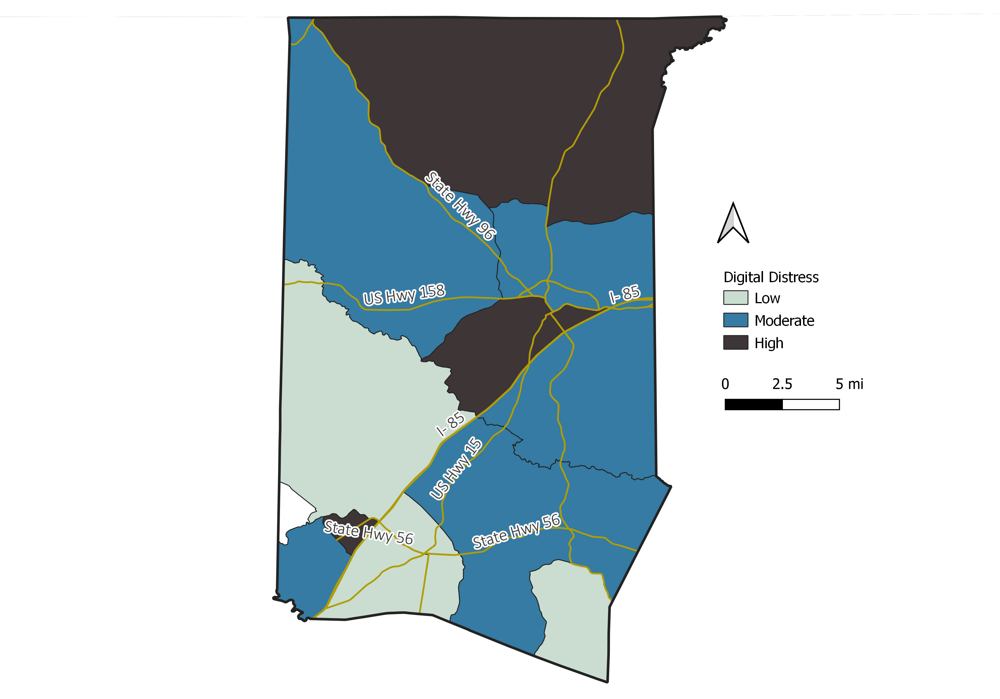 State Hwy 96
US Hwy 158
I- 85
I- 85
US Hwy 15
State Hwy 56
State Hwy 56
Digital Distress
Low
Moderate
High
0 2.5 5 mi